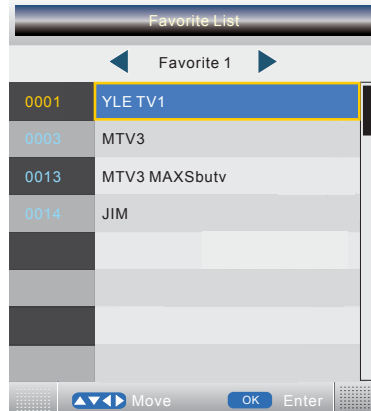 Favorite List
Favorite 1
0001 YLE TV1
0003 MTV3
0013 MTV3 MAXSbutv
0014 JIM
Move OK Enter